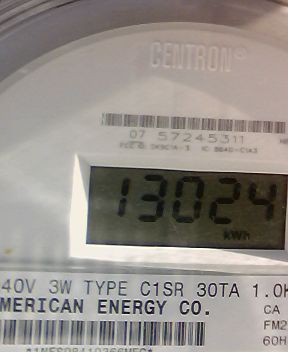 CENTRON®
07 57245311
13024
kWh
40V 3W TYPE C1SR 30TA 1.0K
CA
MERICAN ENERGY CO.
FM2
60H